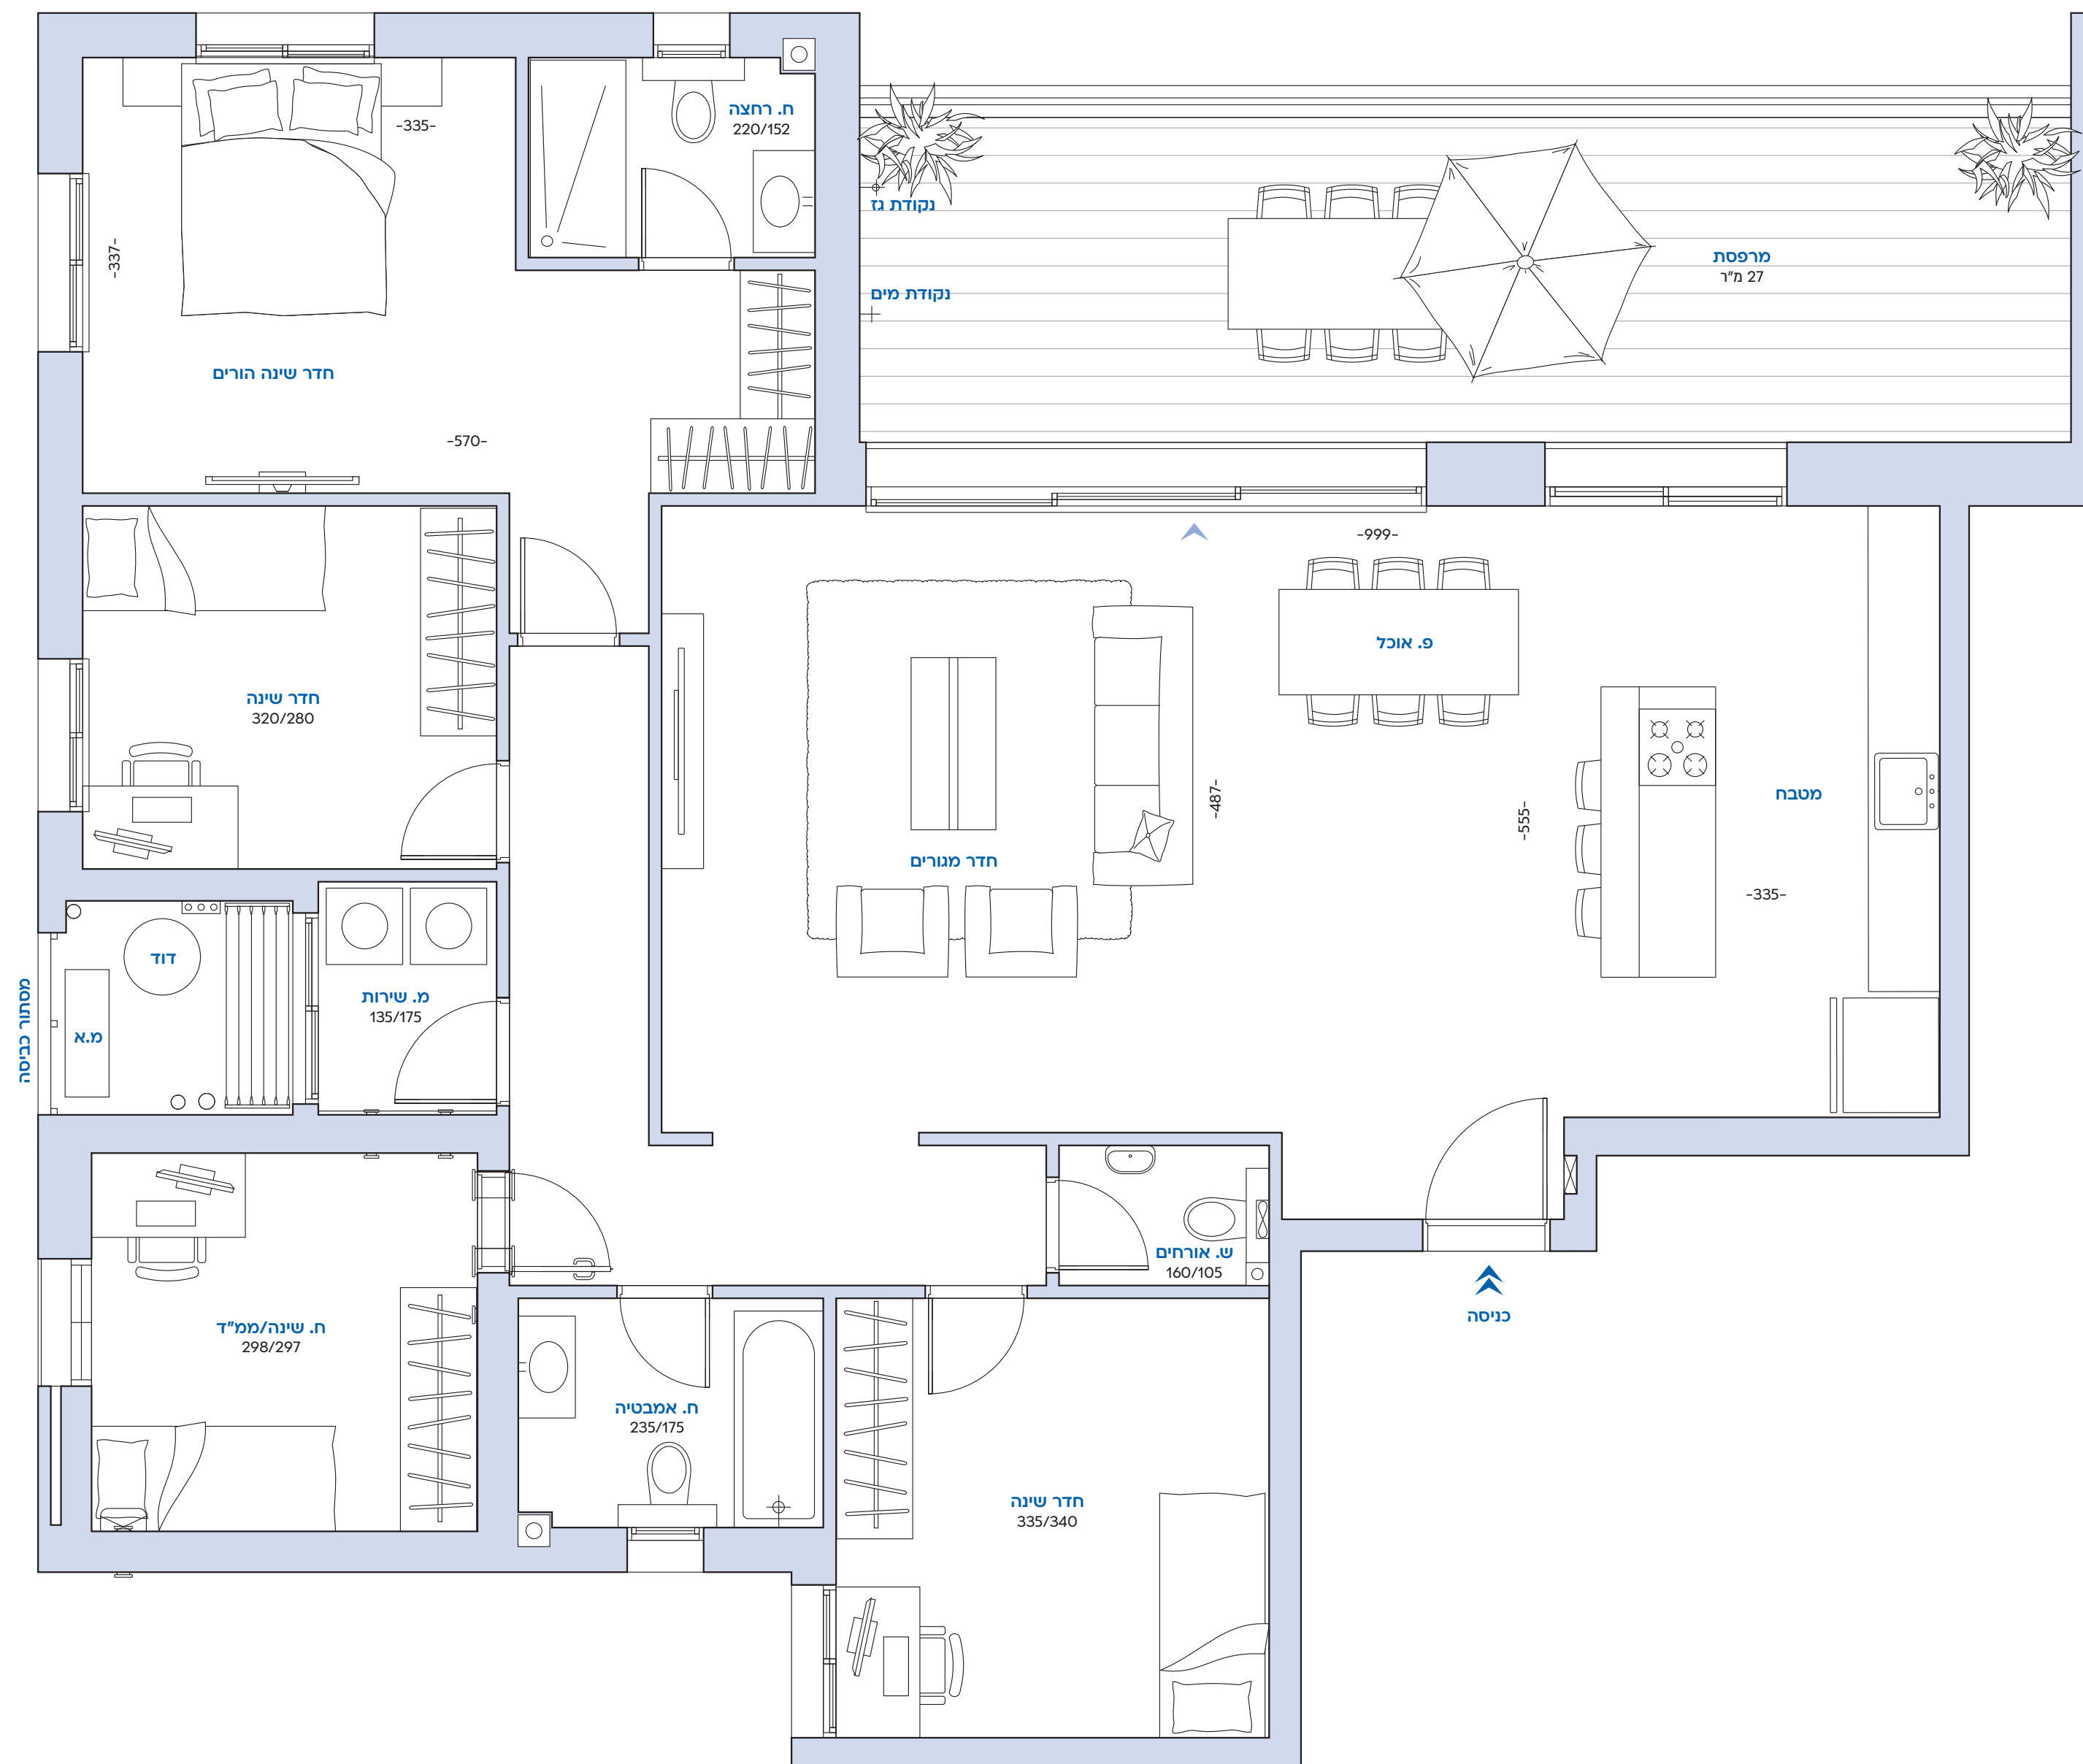 ח. רחצה
220/152
-335-
-337-
חדר שינה הורים
-570-
נקודת גז
נקודת מים
מרפסת
27 מ"ר
-999-
פ. אוכל
חדר שינה
320/280
-487-
-555-
מטבח
חדר מגורים
-335-
דוד
מ. שירות
135/175
מ.א
מסתור כביסה
ש. אורחים
160/105
כניסה
ח. שינה/ממ"ד
298/297
ח. אמבטיה
235/175
חדר שינה
335/340